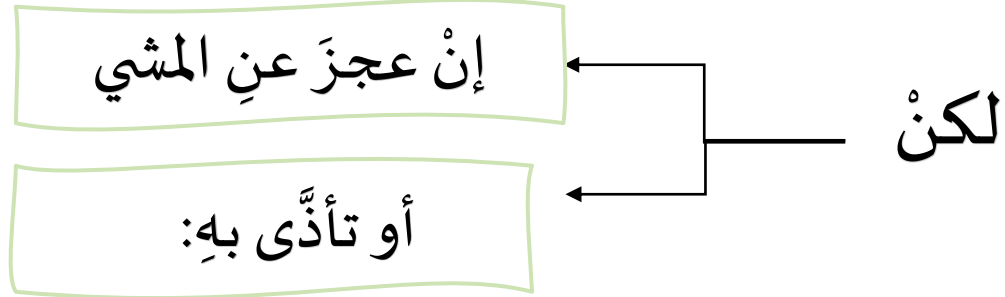 لكنْ
إنْ عجزَ عنِ المشي
أو تأذَّى بهِ: